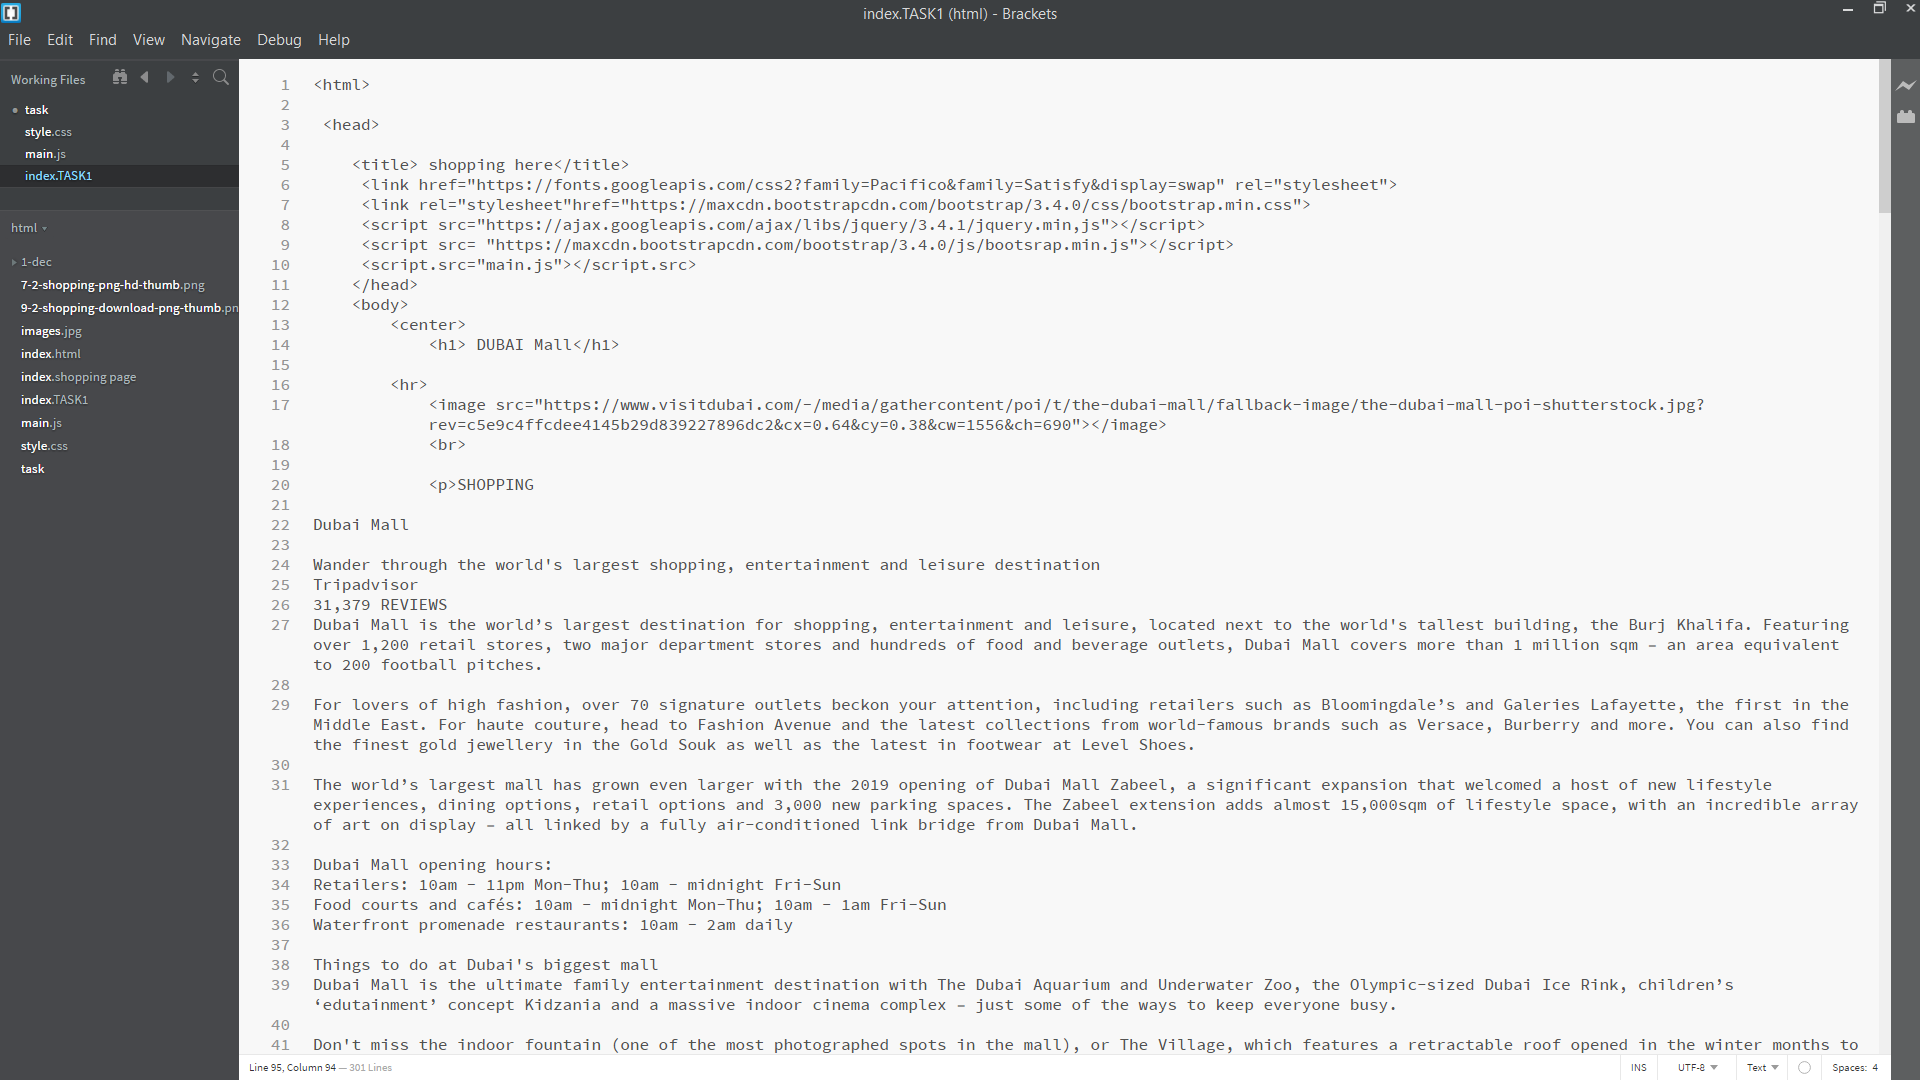 index.TASK1 (html) - Brackets
File Edit Find View Navigate Debug Help
Working Files
task
style.css
main.js
index.TASK1
html
1-dec
7-2-shopping-png-hd-thumb.png
9-2-shopping-download-png-thumb.pn
images.jpg
index.html
index.shopping page
index.TASK1
main.js
style.css
task
1 <html>
2
3 <head>
4
5 <title> shopping here</title>
6 <link href="https://fonts.googleapis.com/css2?family=Pacifico&family=Satisfy&display=swap" rel="stylesheet">
7 <link rel="stylesheet"href="https://maxcdn.bootstrapcdn.com/bootstrap/3.4.0/css/bootstrap.min.css">
8 <script src="https://ajax.googleapis.com/ajax/libs/jquery/3.4.1/jquery.min,js"></script>
9 <script src= "https://maxcdn.bootstrapcdn.com/bootstrap/3.4.0/js/bootsrap.min.js"></script>
10 <script.src="main.js"></script.src>
11 </head>
12 <body>
13 <center>
14 <h1> DUBAI Mall</h1>
15
16 <hr>
17 <image src="https://www.visitdubai.com/-/media/gathercontent/poi/t/the-dubai-mall/fallback-image/the-dubai-mall-poi-shutterstock.jpg?
rev=c5e9c4ffcdee4145b29d839227896dc2&cx=0.64&cy=0.38&cw=1556&ch=690"></image>
18 <br>
19
20 <p>SHOPPING
21
22 Dubai Mall
23
24 Wander through the world's largest shopping, entertainment and leisure destination
25 Tripadvisor
26 31,379 REVIEWS
27 Dubai Mall is the world’s largest destination for shopping, entertainment and leisure, located next to the world's tallest building, the Burj Khalifa. Featuring
over 1,200 retail stores, two major department stores and hundreds of food and beverage outlets, Dubai Mall covers more than 1 million sqm – an area equivalent
to 200 football pitches.
28
29 For lovers of high fashion, over 70 signature outlets beckon your attention, including retailers such as Bloomingdale’s and Galeries Lafayette, the first in the
Middle East. For haute couture, head to Fashion Avenue and the latest collections from world-famous brands such as Versace, Burberry and more. You can also find
the finest gold jewellery in the Gold Souk as well as the latest in footwear at Level Shoes.
30
31 The world’s largest mall has grown even larger with the 2019 opening of Dubai Mall Zabeel, a significant expansion that welcomed a host of new lifestyle
experiences, dining options, retail options and 3,000 new parking spaces. The Zabeel extension adds almost 15,000sqm of lifestyle space, with an incredible array
of art on display – all linked by a fully air-conditioned link bridge from Dubai Mall.
32
33 Dubai Mall opening hours:
34 Retailers: 10am - 11pm Mon-Thu; 10am - midnight Fri-Sun
35 Food courts and cafés: 10am - midnight Mon-Thu; 10am - 1am Fri-Sun
36 Waterfront promenade restaurants: 10am - 2am daily
37
38 Things to do at Dubai's biggest mall
39 Dubai Mall is the ultimate family entertainment destination with The Dubai Aquarium and Underwater Zoo, the Olympic-sized Dubai Ice Rink, children’s
‘edutainment’ concept Kidzania and a massive indoor cinema complex – just some of the ways to keep everyone busy.
40
41 Don't miss the indoor fountain (one of the most photographed spots in the mall), or The Village, which features a retractable roof opened in the winter months to
Line 95, Column 94 — 301 Lines
INS UTF-8 Text Spaces: 4